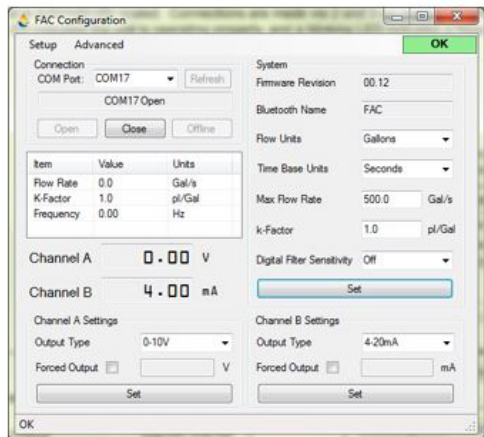 FAC Configuration
Setup Advanced
OK
Connection
COM Port: COM17 Refresh
COM17 Open
Open Close Offline
Item Value Units
Flow Rate 0.0 Gal/s
K-Factor 1.0 pl/Gal
Frequency 0.00 Hz
Channel A 0.00 V
Channel B 4.00 mA
System
Firmware Revision 00.12
Bluetooth Name FAC
Flow Units Gallons
Time Base Units Seconds
Max Flow Rate 500.0 Gal/s
k-Factor 1.0 pl/Gal
Digital Filter Sensitivity Off
Set
Channel A Settings
Output Type 0-10V
Forced Output V
Set
Channel B Settings
Output Type 4-20mA
Forced Output mA
Set
OK